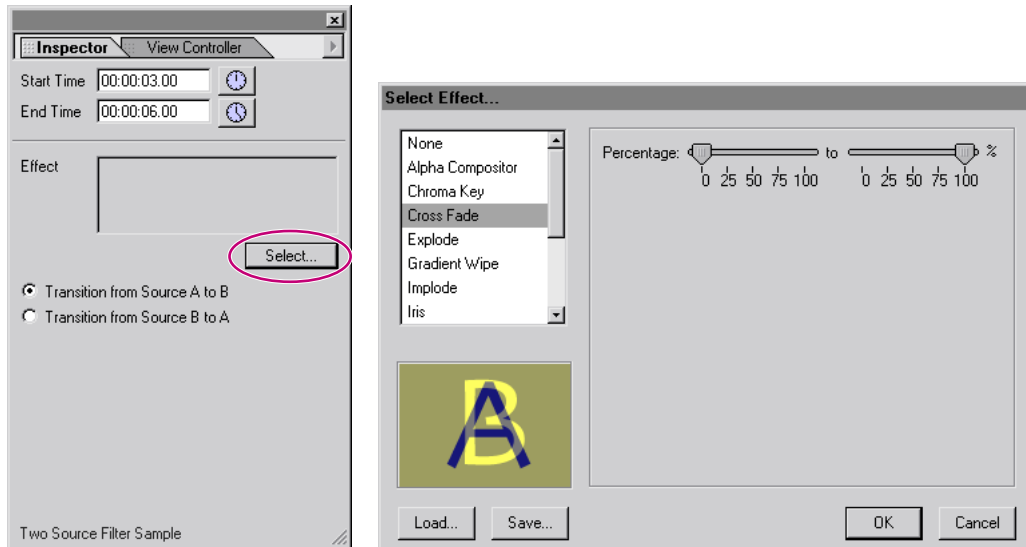 Inspector View Controller
Start Time 00:00:03.00
End Time 00:00:06.00
Effect
Select...
Transition from Source A to B
Transition from Source B to A
Two Source Filter Sample
Select Effect...
None
Alpha Compositor
Chroma Key
Cross Fade
Explode
Gradient Wipe
Implode
Iris
Percentage: to %
0 25 50 75 100 0 25 50 75 100
A B
Load... Save... OK Cancel